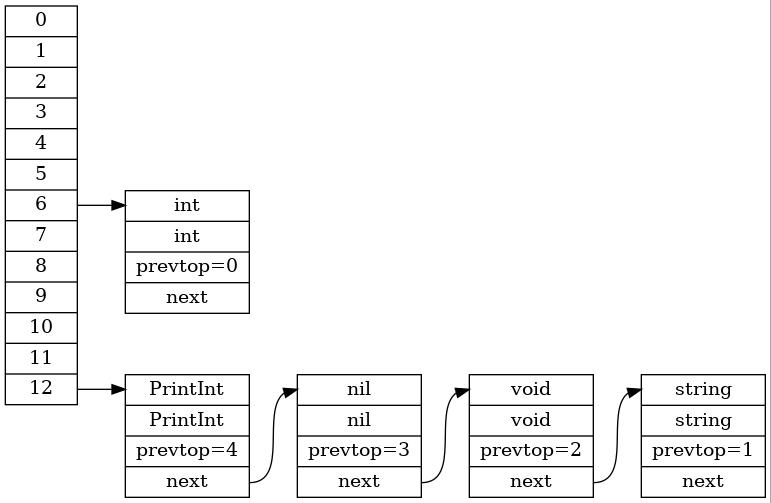 0
1
2
3
4
5
6
7
8
9
10
11
12
int
int
prevtop=0
next
PrintInt
PrintInt
prevtop=4
next
nil
nil
prevtop=3
next
void
void
prevtop=2
next
string
string
prevtop=1
next